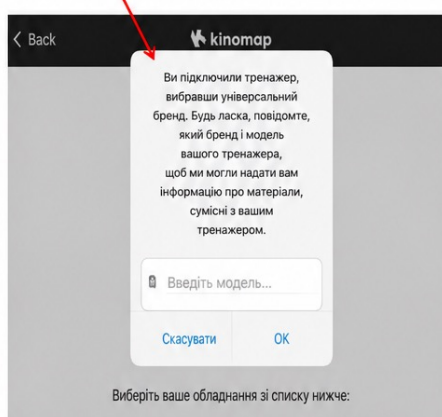 Back
kinomap
Ви підключили тренажер,
вибравши універсальний
бренд. Будь ласка, повідомте,
який бренд і модель
вашого тренажера,
щоб ми могли надати вам
інформацію про матеріали,
сумісні з вашим
тренажером.
Введіть модель...
Скасувати OK
Виберіть ваше обладнання зі списку нижче: